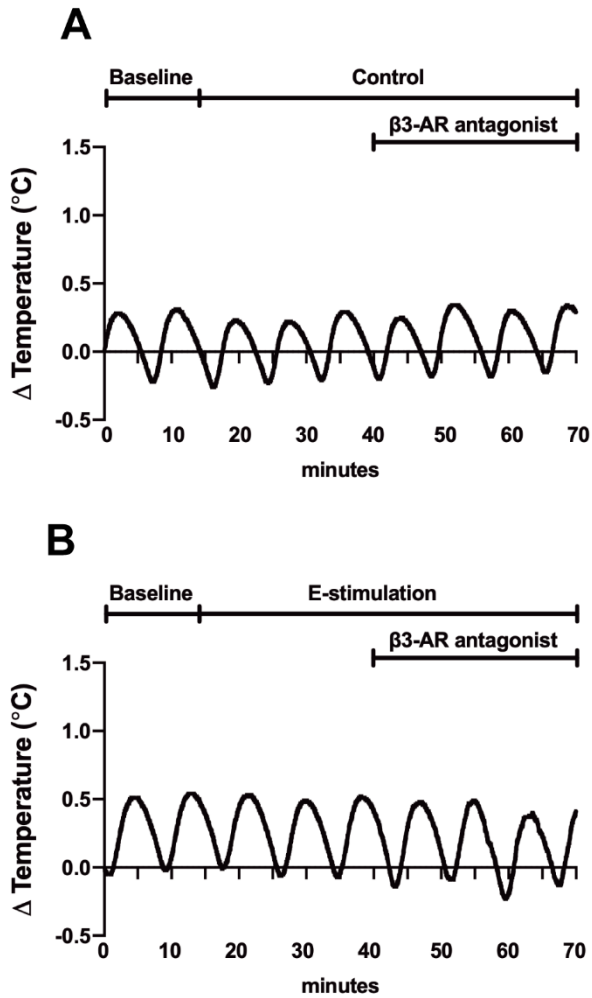 A
Baseline Control
β3-AR antagonist
Δ Temperature (°C)
1.5
1.0
0.5
0.0
-0.5
0 10 20 30 40 50 60 70
minutes
B
Baseline E-stimulation
β3-AR antagonist
Δ Temperature (°C)
1.5
1.0
0.5
0.0
-0.5
0 10 20 30 40 50 60 70
minutes